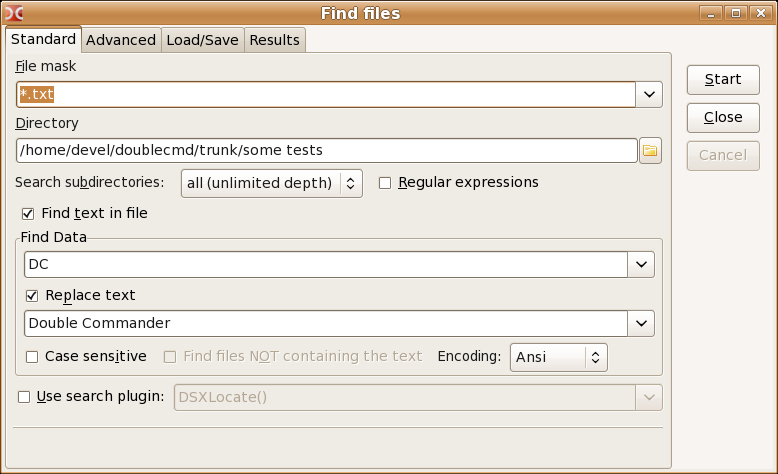 Find files
Standard Advanced Load/Save Results
File mask
*.txt
Start
Directory
Close
/home/devel/doublecmd/trunk/some tests
Cancel
Search subdirectories: all (unlimited depth) Regular expressions
Find text in file
Find Data
DC
Replace text
Double Commander
Case sensitive Find files NOT containing the text Encoding: Ansi
Use search plugin: DSXLocate()